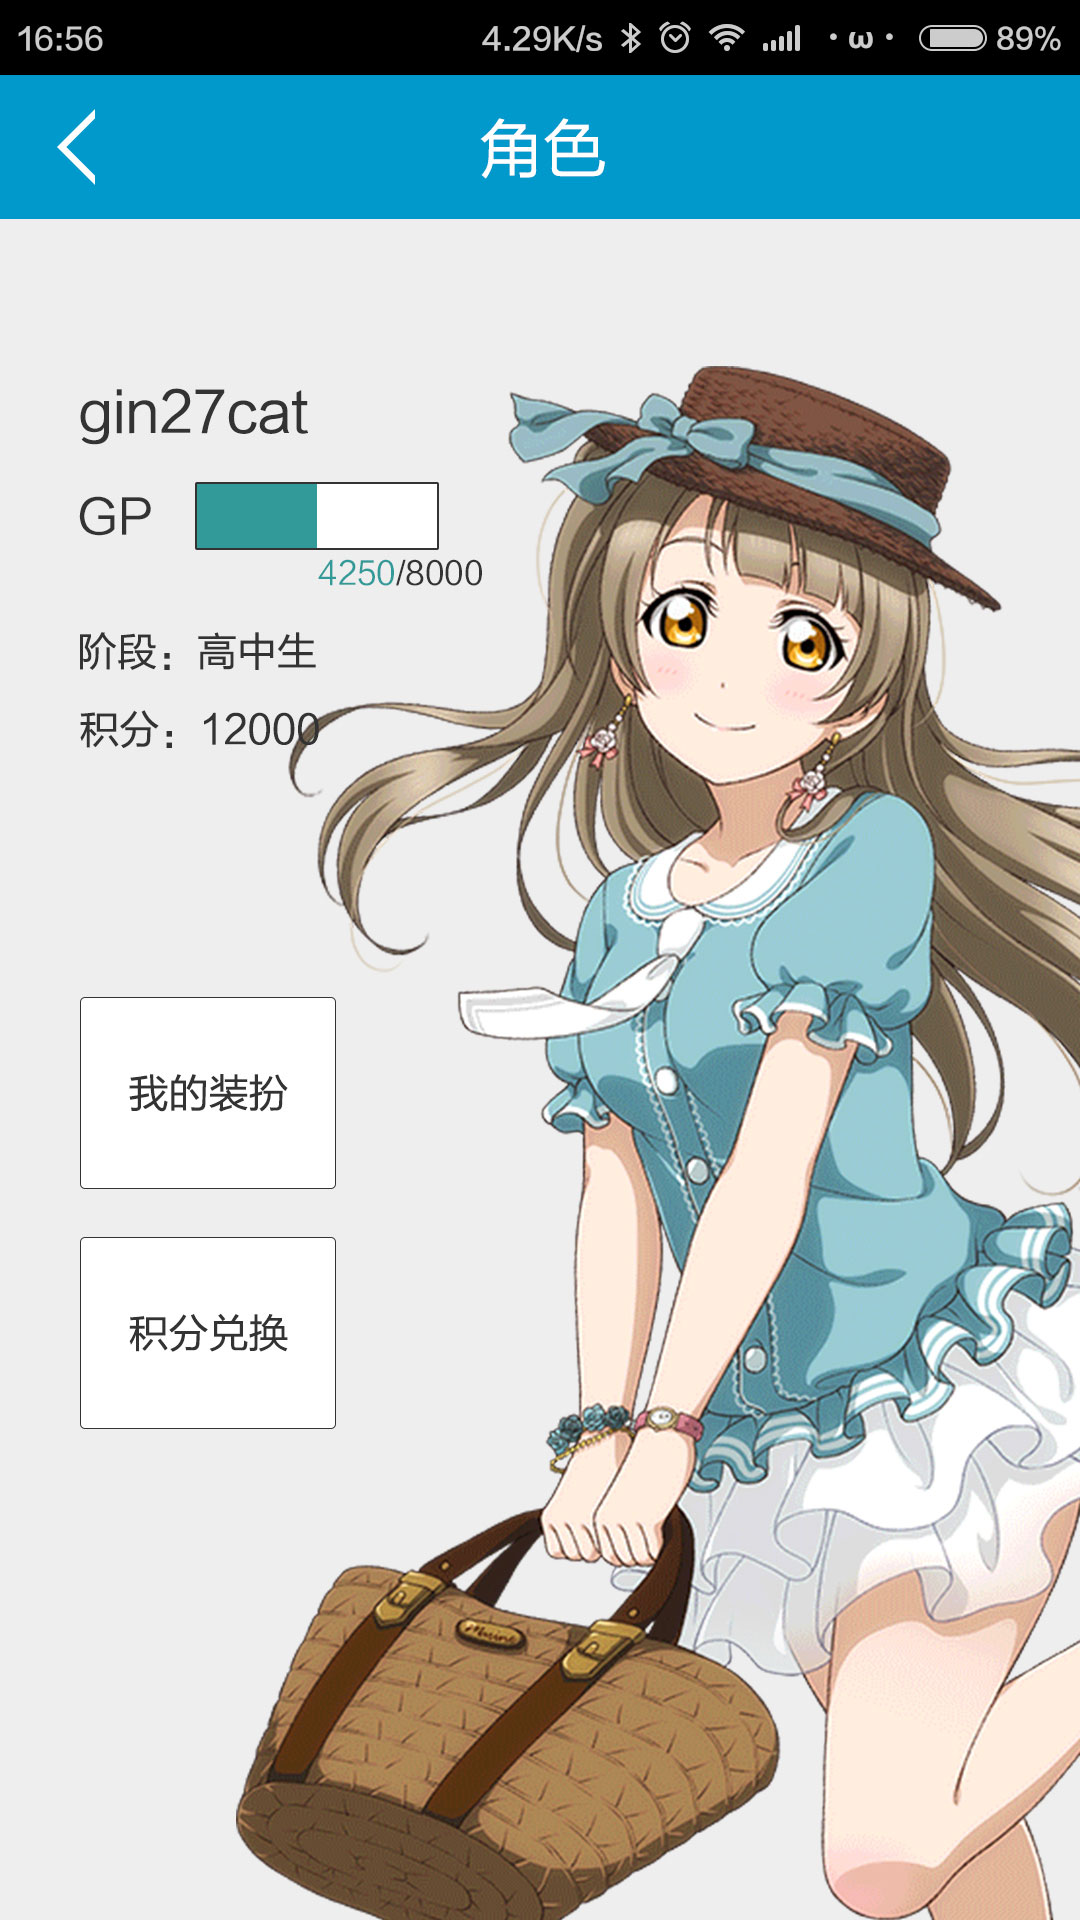 16:56 4.29K/s ·ω· 89%
角色
gin27cat
GP
4250/8000
阶段：高中生
积分：12000
我的装扮
积分兑换